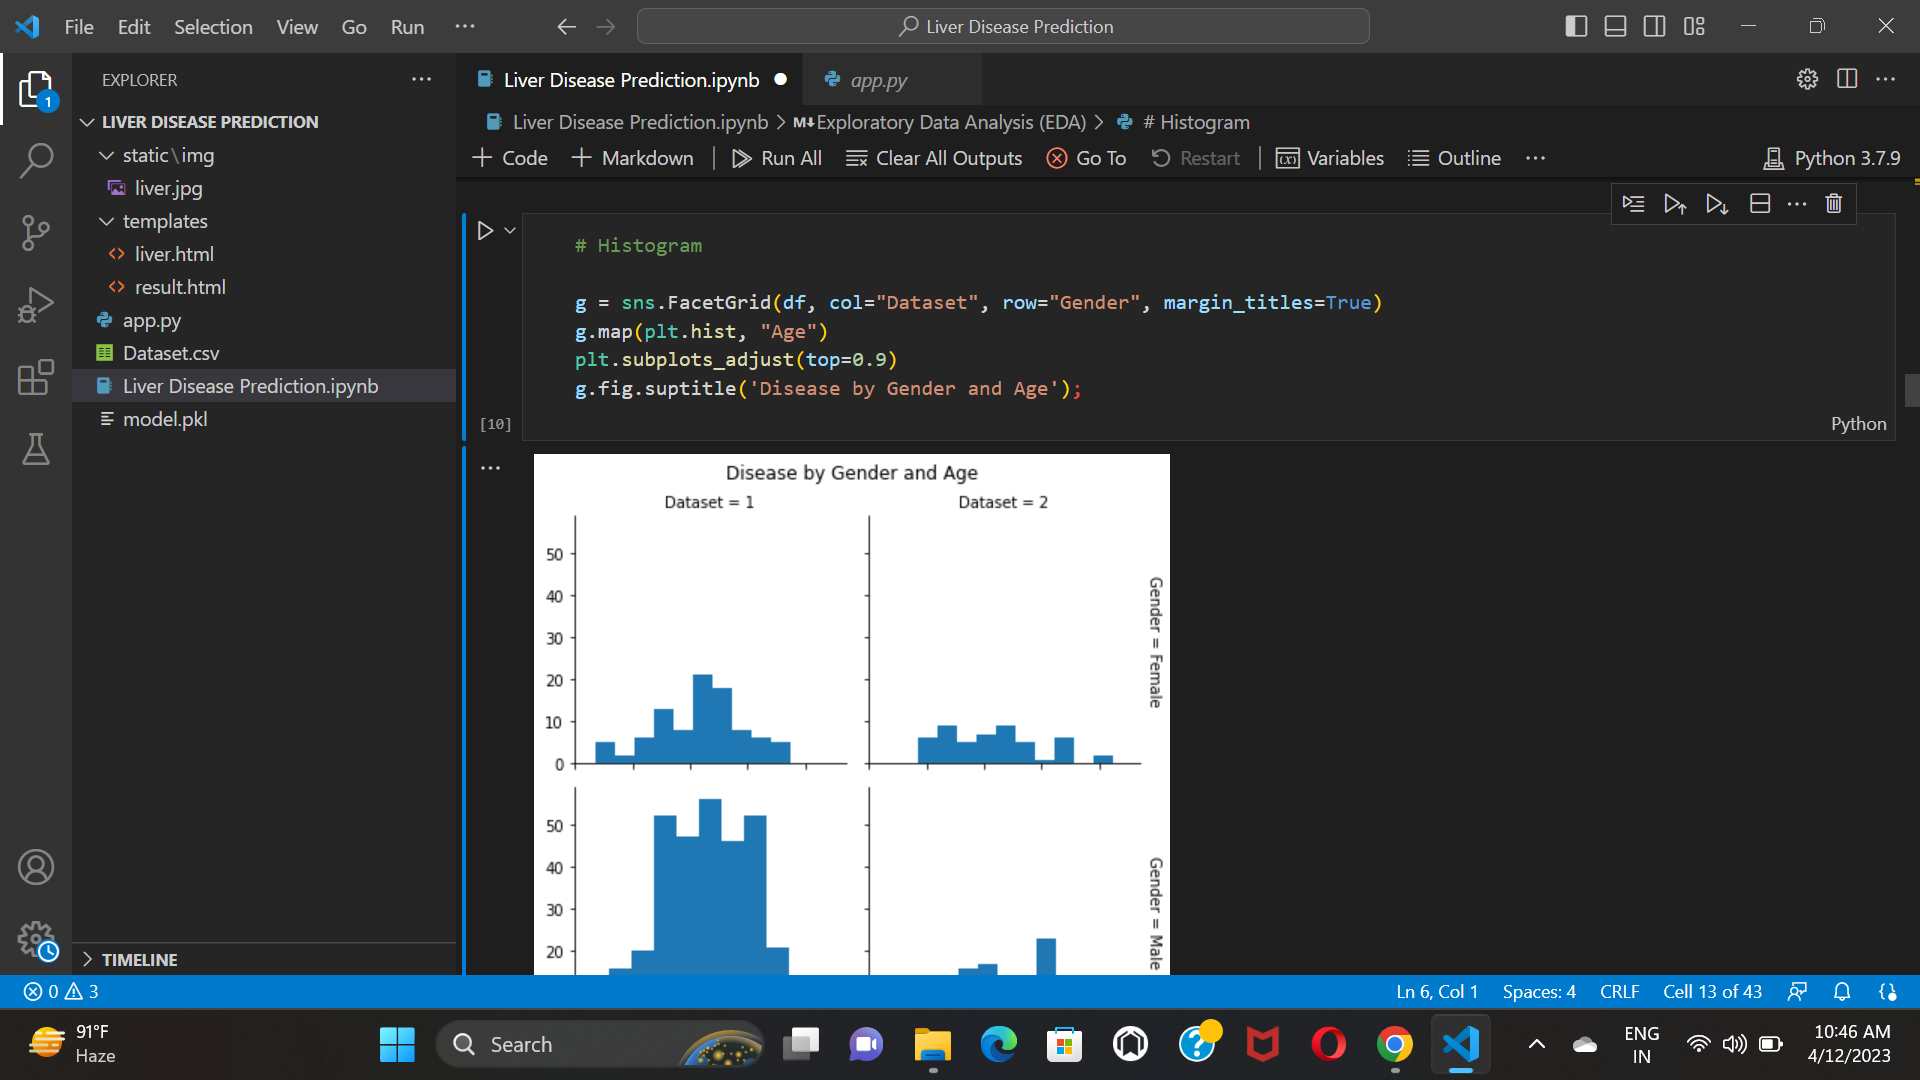 File Edit Selection View Go Run ···
Liver Disease Prediction
EXPLORER ···
LIVER DISEASE PREDICTION
static\img
liver.jpg
templates
<> liver.html
<> result.html
app.py
Dataset.csv
Liver Disease Prediction.ipynb
model.pkl
TIMELINE
1
Liver Disease Prediction.ipynb
app.py
Liver Disease Prediction.ipynb > M↓Exploratory Data Analysis (EDA) > # Histogram
+ Code + Markdown | Run All Clear All Outputs Go To Restart | (x) Variables Outline ··· Python 3.7.9
# Histogram
g = sns.FacetGrid(df, col="Dataset", row="Gender", margin_titles=True)
g.map(plt.hist, "Age")
plt.subplots_adjust(top=0.9)
g.fig.suptitle('Disease by Gender and Age');
[10]
Python
Disease by Gender and Age
Dataset = 1
Dataset = 2
50
40
30
20
10
0
Gender = Female
50
40
30
20
Gender = Male
0 3
Ln 6, Col 1 Spaces: 4 CRLF Cell 13 of 43
91°F
Haze
Search
ENG
IN
10:46 AM
4/12/2023